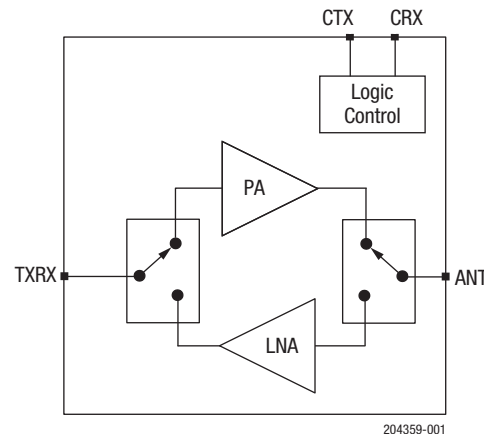 CTX CRX
Logic
Control
PA
TXRX
ANT
LNA
204359-001